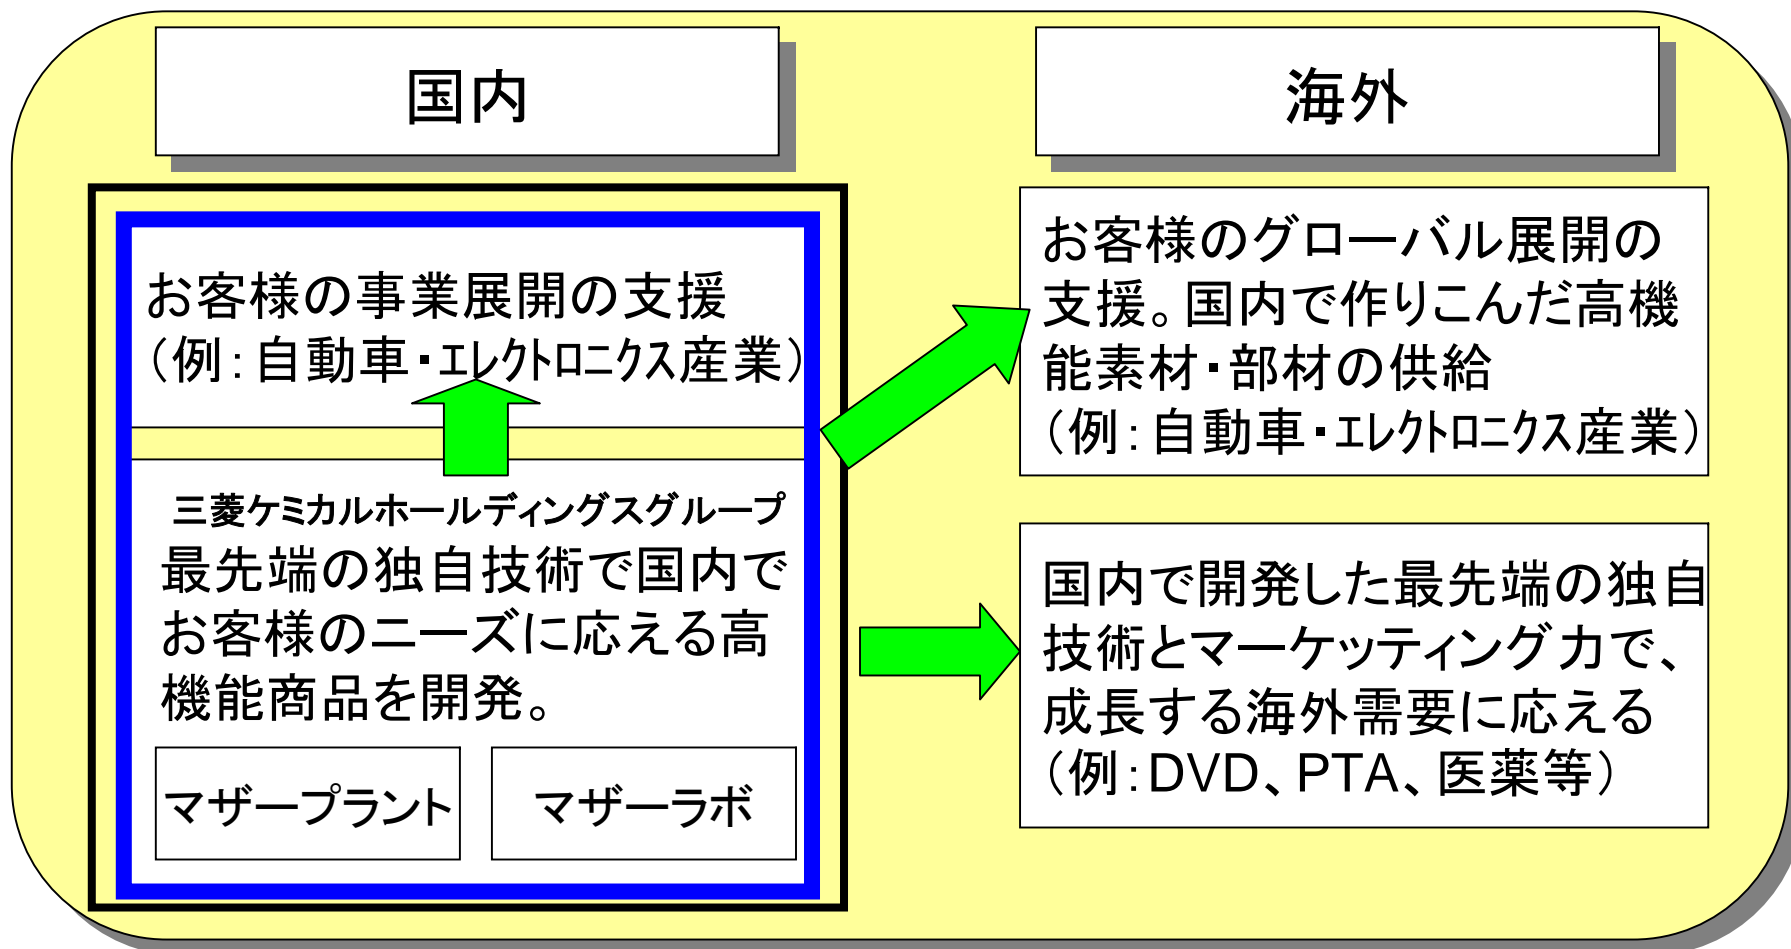 国内
お客様の事業展開の支援
（例：自動車・エレクトロニクス産業）
三菱ケミカルホールディングスグループ
最先端の独自技術で国内で
お客様のニーズに応える高
機能商品を開発。
マザープラント
マザーラボ
海外
お客様のグローバル展開の
支援。国内で作りこんだ高機
能素材・部材の供給
（例：自動車・エレクトロニクス産業）
国内で開発した最先端の独自
技術とマーケッティング力で、
成長する海外需要に応える
（例：DVD、PTA、医薬等）